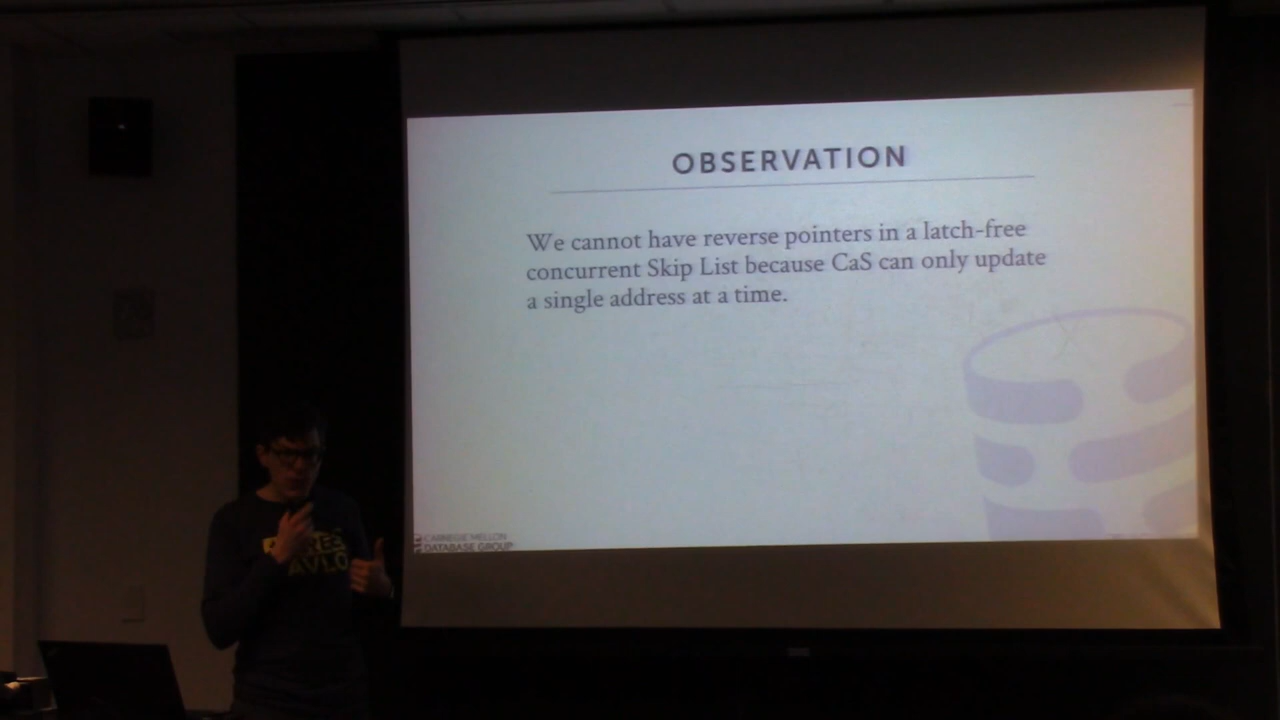 OBSERVATION
We cannot have reverse pointers in a latch-free
concurrent Skip List because CaS can only update
a single address at a time.
CARNEGIE MELLON
DATABASE GROUP